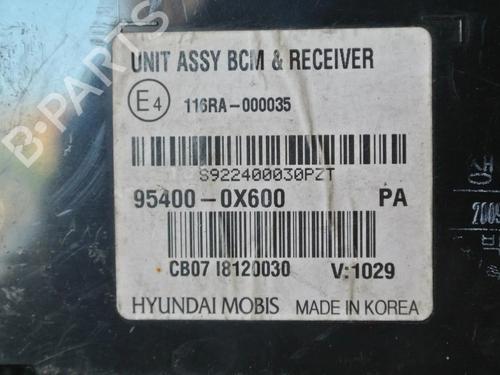 UNIT ASSY BCM & RECEIVER
E4 116RA-000035
S922400030PZT
95400-0X600 PA
CB07 I8120030 V:1029
HYUNDAI MOBIS MADE IN KOREA
B-PARTS